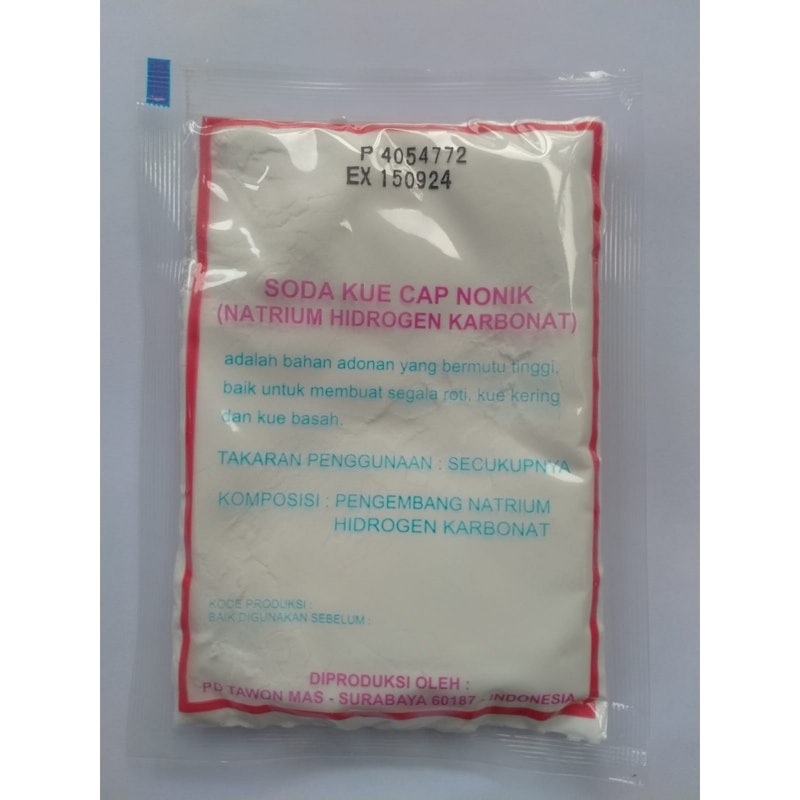 P 4054772
EX 150924
SODA KUE CAP NONIK
(NATRIUM HIDROGEN KARBONAT)
adalah bahan adonan yang bermutu tinggi,
baik untuk membuat segala roti, kue kering
dan kue basah.
TAKARAN PENGGUNAAN : SECUKUPNYA
KOMPOSISI : PENGEMBANG NATRIUM
HIDROGEN KARBONAT
KODE PRODUKSI :
BAIK DIGUNAKAN SEBELUM :
DIPRODUKSI OLEH :
PD TAWON MAS - SURABAYA 60187 - INDONESIA